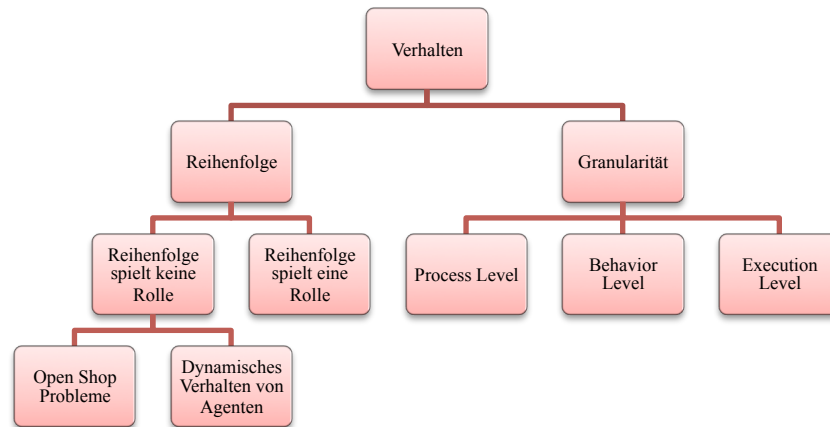 Verhalten
Reihenfolge
Granularität
Reihenfolge
spielt keine
Rolle
Reihenfolge
spielt eine
Rolle
Process Level
Behavior
Level
Execution
Level
Open Shop
Probleme
Dynamisches
Verhalten von
Agenten